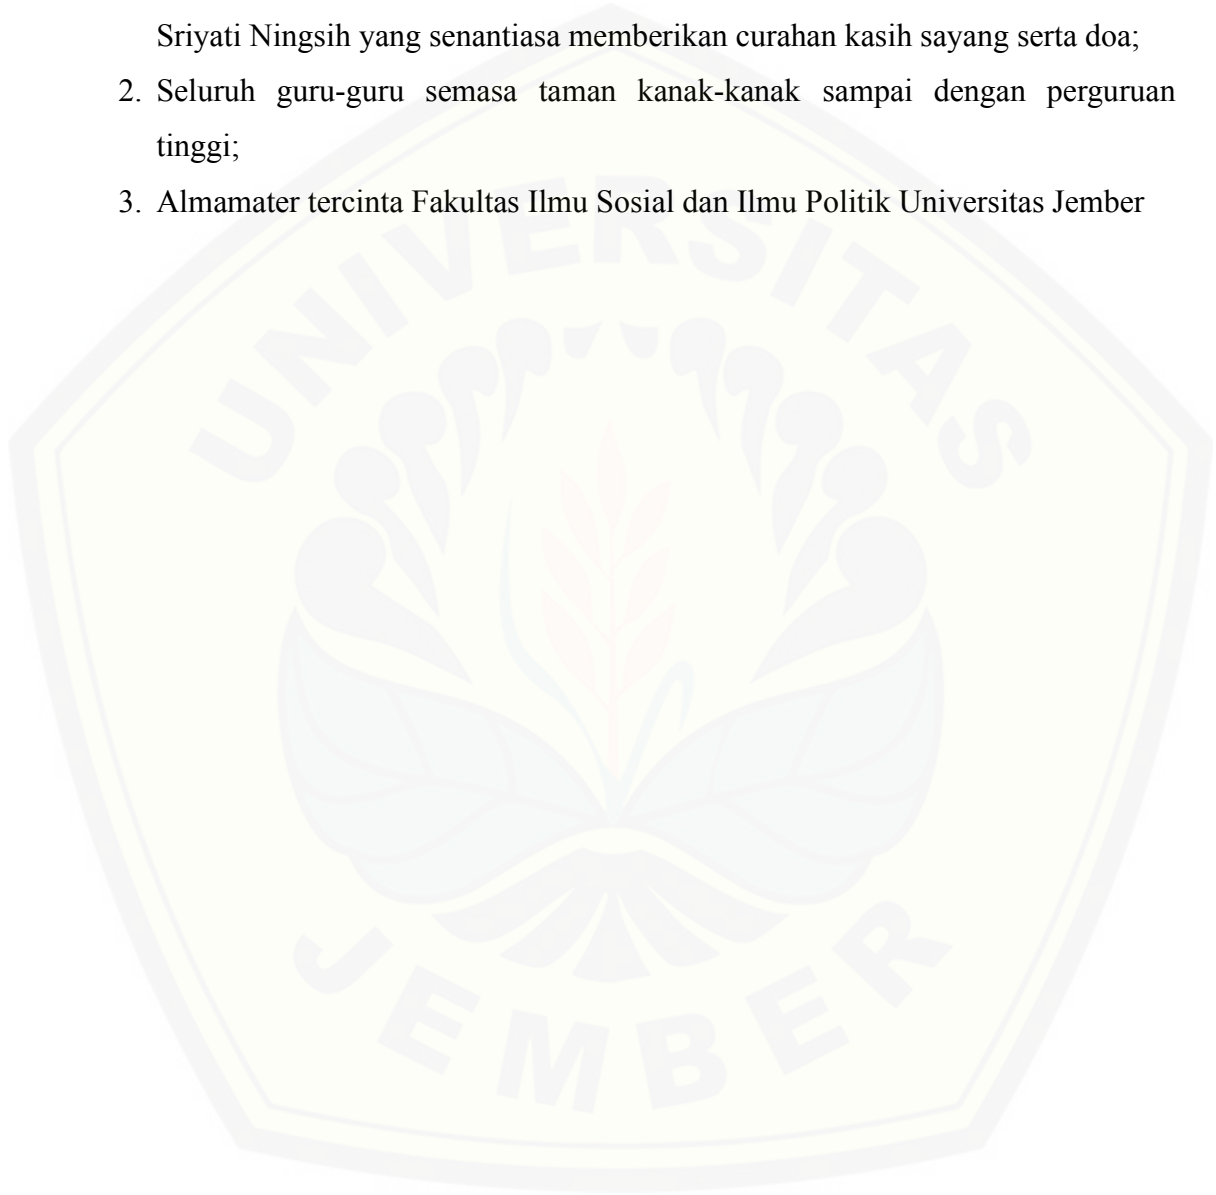 Sriyati Ningsih yang senantiasa memberikan curahan kasih sayang serta doa;
2. Seluruh guru-guru semasa taman kanak-kanak sampai dengan perguruan
tinggi;
3. Almamater tercinta Fakultas Ilmu Sosial dan Ilmu Politik Universitas Jember
UNIVERSITAS
JEMBER